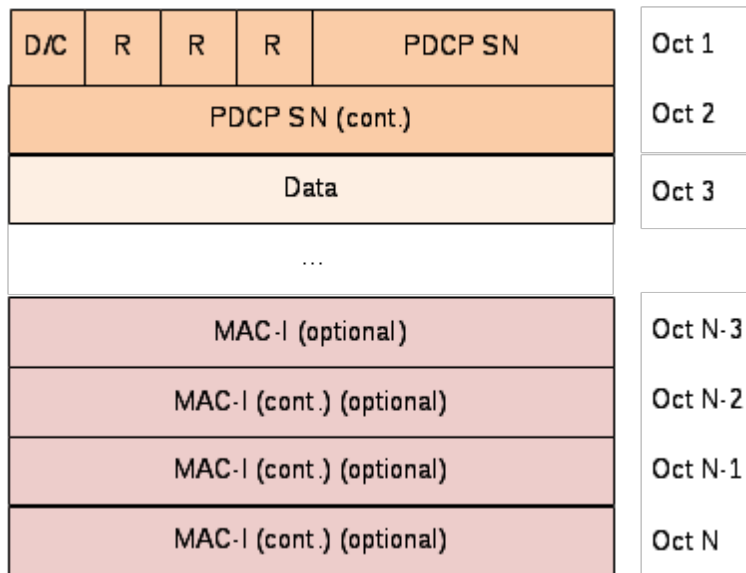 D/C R R R PDCP SN Oct 1
PDCP SN (cont.) Oct 2
Data Oct 3
...
MAC-I (optional) Oct N-3
MAC-I (cont.) (optional) Oct N-2
MAC-I (cont.) (optional) Oct N-1
MAC-I (cont.) (optional) Oct N